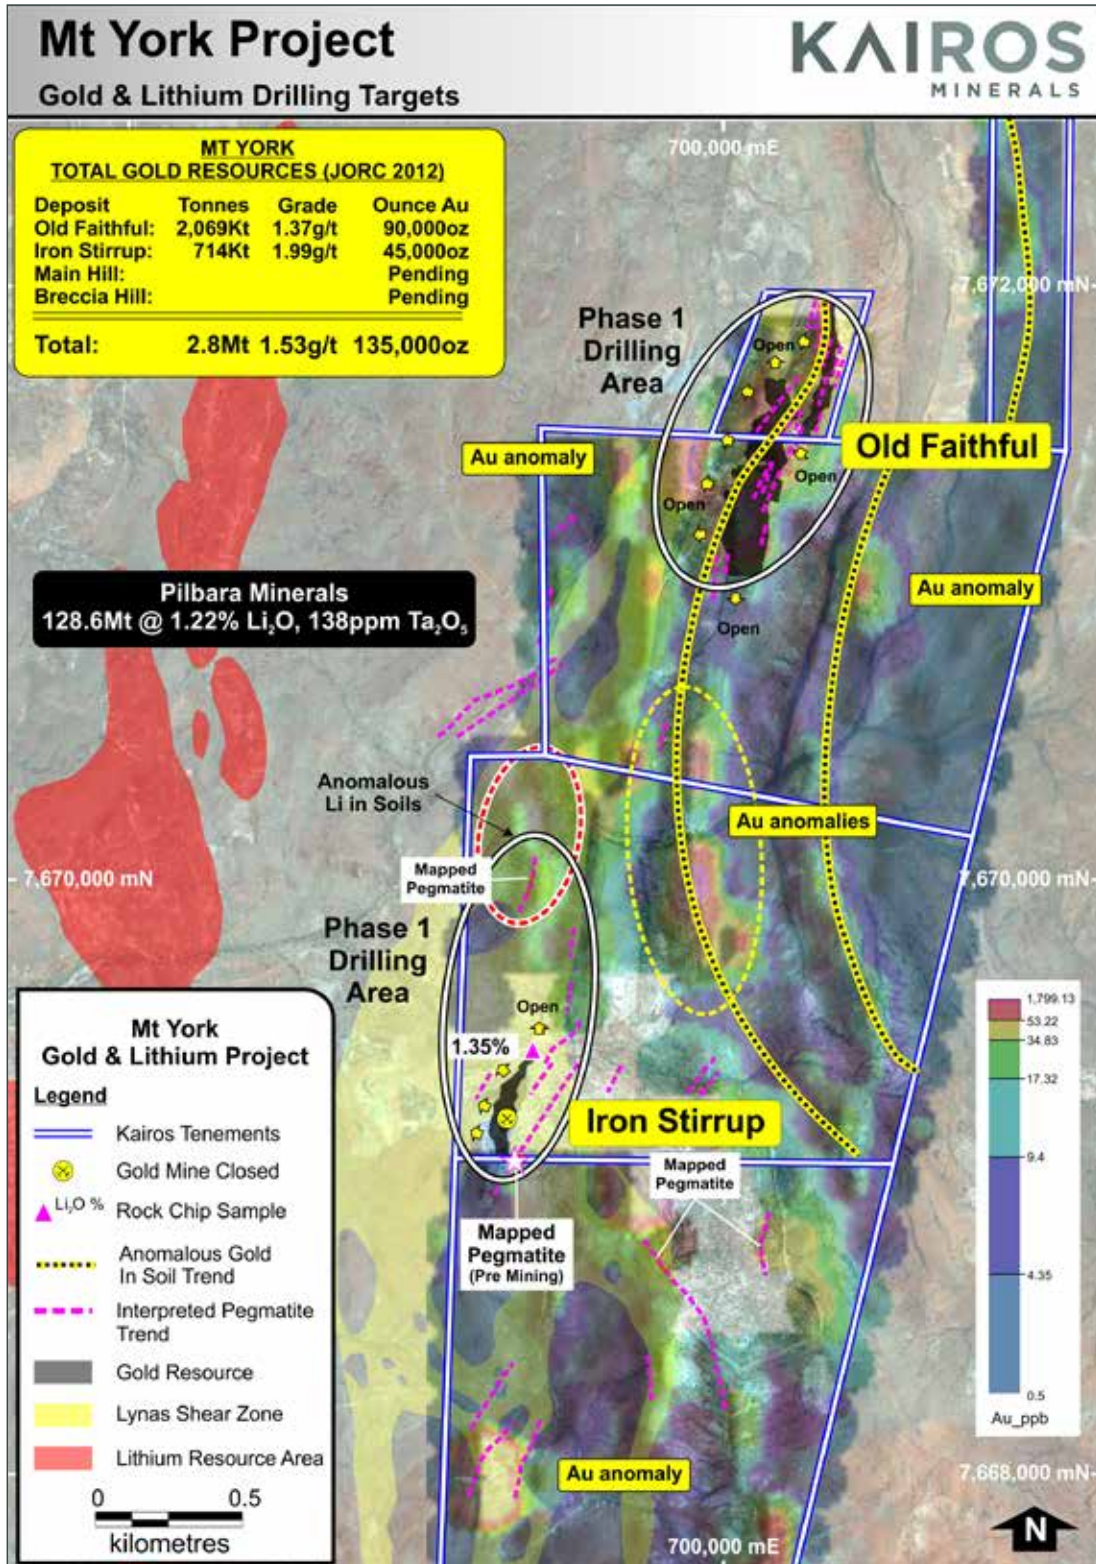 Mt York Project
Gold & Lithium Drilling Targets
KAIROS
MINERALS
MT YORK
TOTAL GOLD RESOURCES (JORC 2012)
Deposit Tonnes Grade Ounce Au
Old Faithful: 2,069Kt 1.37g/t 90,000oz
Iron Stirrup: 714Kt 1.99g/t 45,000oz
Main Hill: Pending
Breccia Hill: Pending
Total: 2.8Mt 1.53g/t 135,000oz
700,000 mE
7,672,000 mN
Phase 1
Drilling
Area
Open
Old Faithful
Au anomaly
Open
Open
Pilbara Minerals
128.6Mt @ 1.22% Li₂O, 138ppm Ta₂O₅
Au anomaly
Open
Anomalous
Li in Soils
Au anomalies
Mapped
Pegmatite
7,670,000 mN
7,670,000 mN
Phase 1
Drilling
Area
Open
1.35%
Iron Stirrup
Mapped
Pegmatite
Mapped
Pegmatite
(Pre Mining)
Au anomaly
Mt York
Gold & Lithium Project
Legend
Kairos Tenements
Gold Mine Closed
Li₂O %
Rock Chip Sample
Anomalous Gold
In Soil Trend
Interpreted Pegmatite
Trend
Gold Resource
Lynas Shear Zone
Lithium Resource Area
0 0.5
kilometres
1,799.13
53.22
34.83
17.32
9.4
4.35
0.5
Au_ppb
7,668,000 mN
N
700,000 mE